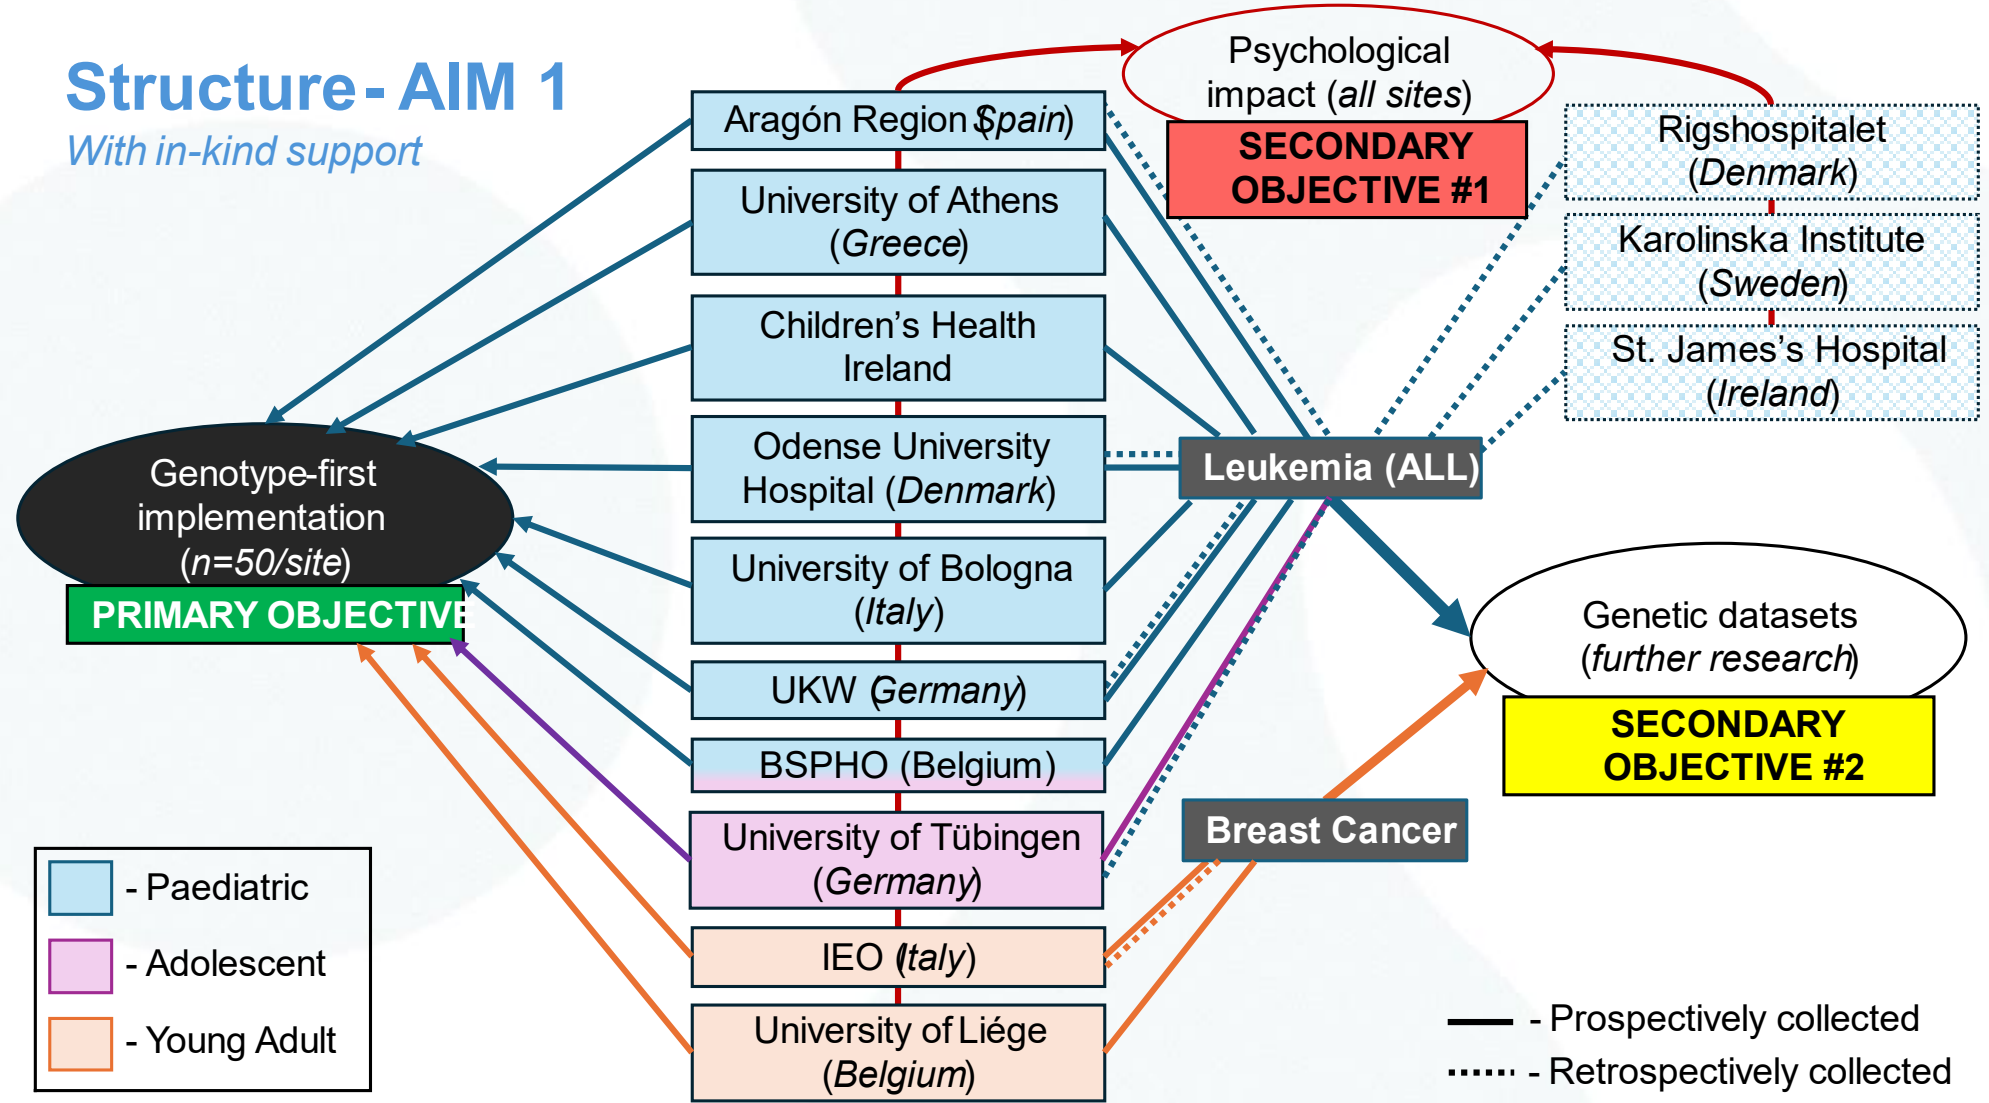 Structure - AIM 1
With in-kind support
Psychological
impact (all sites)
SECONDARY
OBJECTIVE #1
Aragón Region (Spain)
University of Athens
(Greece)
Children's Health
Ireland
Odense University
Hospital (Denmark)
University of Bologna
(Italy)
UKW (Germany)
BSPHO (Belgium)
University of Tübingen
(Germany)
IEO (Italy)
University of Liége
(Belgium)
Rigshospitalet
(Denmark)
Karolinska Institute
(Sweden)
St. James's Hospital
(Ireland)
Genotype-first
implementation
(n=50/site)
PRIMARY OBJECTIVE
Leukemia (ALL)
Breast Cancer
Genetic datasets
(further research)
SECONDARY
OBJECTIVE #2
- Paediatric
- Adolescent
- Young Adult
- Prospectively collected
- Retrospectively collected